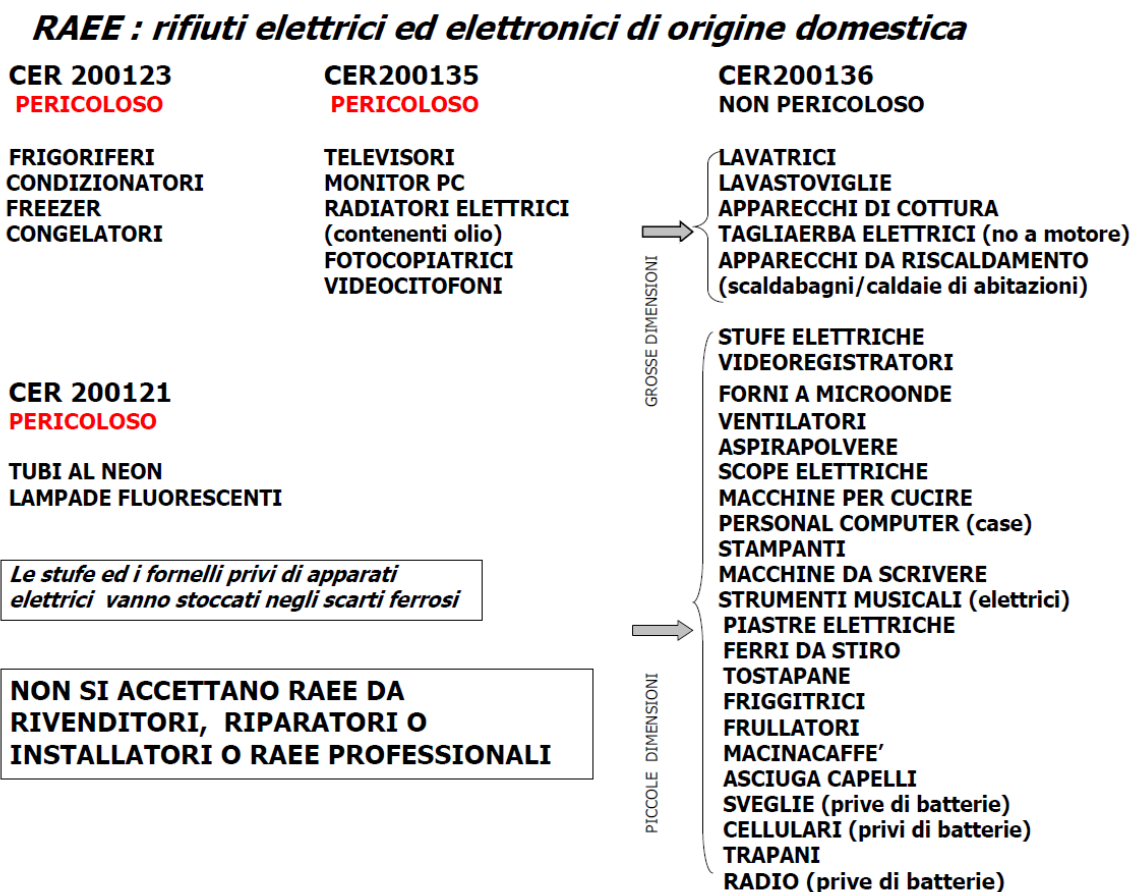 RAEE : rifiuti elettrici ed elettronici di origine domestica
CER 200123
PERICOLOSO
FRIGORIFERI
CONDIZIONATORI
FREEZER
CONGELATORI
CER 200121
PERICOLOSO
TUBI AL NEON
LAMPADE FLUORESCENTI
Le stufe ed i fornelli privi di apparati
elettrici vanno stoccati negli scarti ferrosi
NON SI ACCETTANO RAEE DA
RIVENDITORI, RIPARATORI O
INSTALLATORI O RAEE PROFESSIONALI
CER200135
PERICOLOSO
TELEVISORI
MONITOR PC
RADIATORI ELETTRICI
(contenenti olio)
FOTOCOPIATRICI
VIDEOCITOFONI
CER200136
NON PERICOLOSO
GROSSE DIMENSIONI
LAVATRICI
LAVASTOVIGLIE
APPARECCHI DI COTTURA
TAGLIAERBA ELETTRICI (no a motore)
APPARECCHI DA RISCALDAMENTO
(scaldabagni/caldaie di abitazioni)
PICCOLE DIMENSIONI
STUFE ELETTRICHE
VIDEOREGISTRATORI
FORNI A MICROONDE
VENTILATORI
ASPIRAPOLVERE
SCOPE ELETTRICHE
MACCHINE PER CUCIRE
PERSONAL COMPUTER (case)
STAMPANTI
MACCHINE DA SCRIVERE
STRUMENTI MUSICALI (elettrici)
PIASTRE ELETTRICHE
FERRI DA STIRO
TOSTAPANE
FRIGGITRICI
FRULLATORI
MACINACAFFE’
ASCIUGA CAPELLI
SVEGLIE (prive di batterie)
CELLULARI (privi di batterie)
TRAPANI
RADIO (prive di batterie)